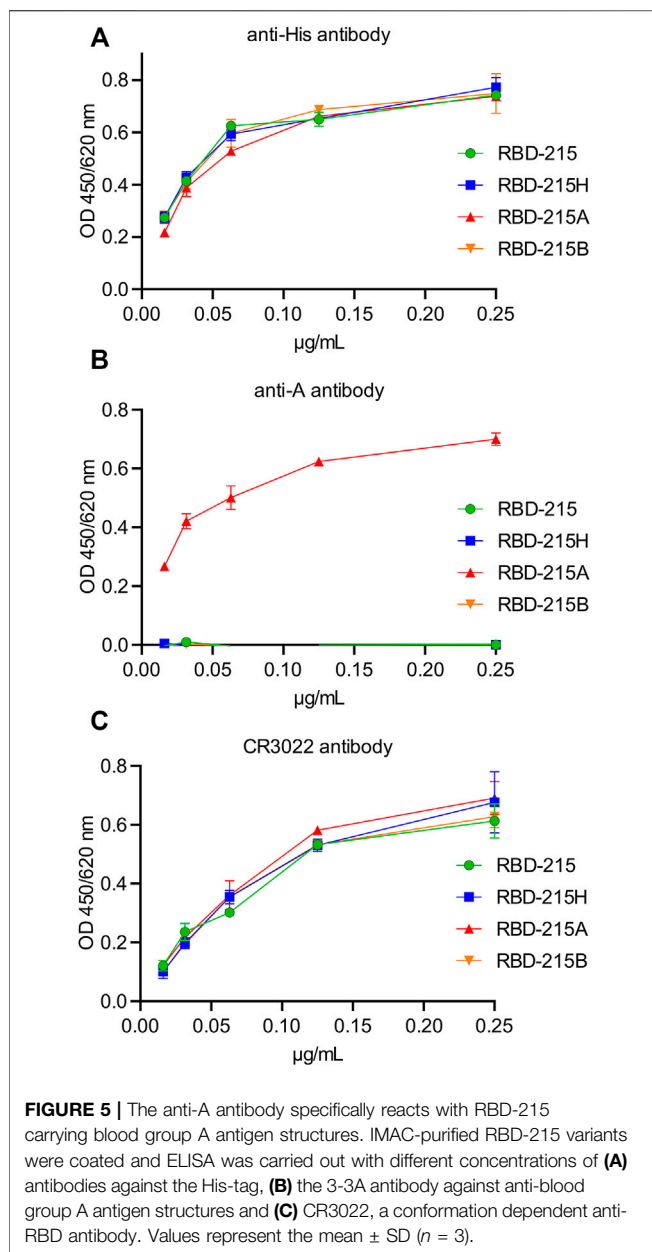 A
anti-His antibody
OD 450/620 nm
0.8
0.6
0.4
0.2
0.0
0.00 0.05 0.10 0.15 0.20 0.25
µg/mL
RBD-215
RBD-215H
RBD-215A
RBD-215B
B
anti-A antibody
OD 450/620 nm
0.8
0.6
0.4
0.2
0.0
0.00 0.05 0.10 0.15 0.20 0.25
µg/mL
RBD-215
RBD-215H
RBD-215A
RBD-215B
C
CR3022 antibody
OD 450/620 nm
0.8
0.6
0.4
0.2
0.0
0.00 0.05 0.10 0.15 0.20 0.25
µg/mL
RBD-215
RBD-215H
RBD-215A
RBD-215B
FIGURE 5 | The anti-A antibody specifically reacts with RBD-215
carrying blood group A antigen structures. IMAC-purified RBD-215 variants
were coated and ELISA was carried out with different concentrations of (A)
antibodies against the His-tag, (B) the 3-3A antibody against anti-blood
group A antigen structures and (C) CR3022, a conformation dependent anti-
RBD antibody. Values represent the mean ± SD (n = 3).